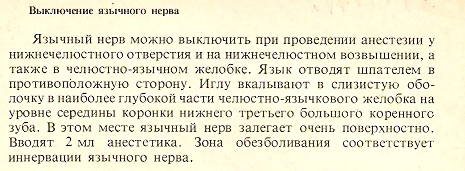 Выключение язычного нерва
Язычный нерв можно выключить при проведении анестезии у
нижнечелюстного отверстия и на нижнечелюстном возвышении, а
также в челюстно-язычном желобке. Язык отводят шпателем в
противоположную сторону. Иглу вкалывают в слизистую обо-
лочку в наиболее глубокой части челюстно-язычкового желобка на
уровне середины коронки нижнего третьего большого коренного
зуба. В этом месте язычный нерв залегает очень поверхностно.
Вводят 2 мл анестетика. Зона обезболивания соответствует
иннервации язычного нерва.